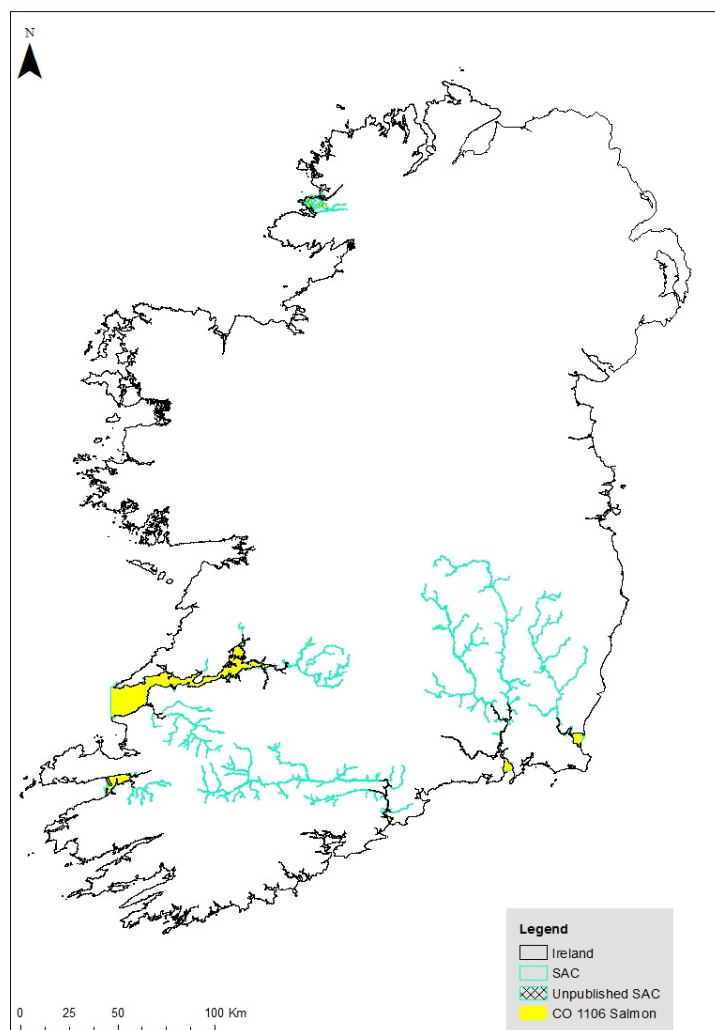 N
Legend
Ireland
SAC
Unpublished SAC
CO 1106 Salmon
0 25 50 100 Km